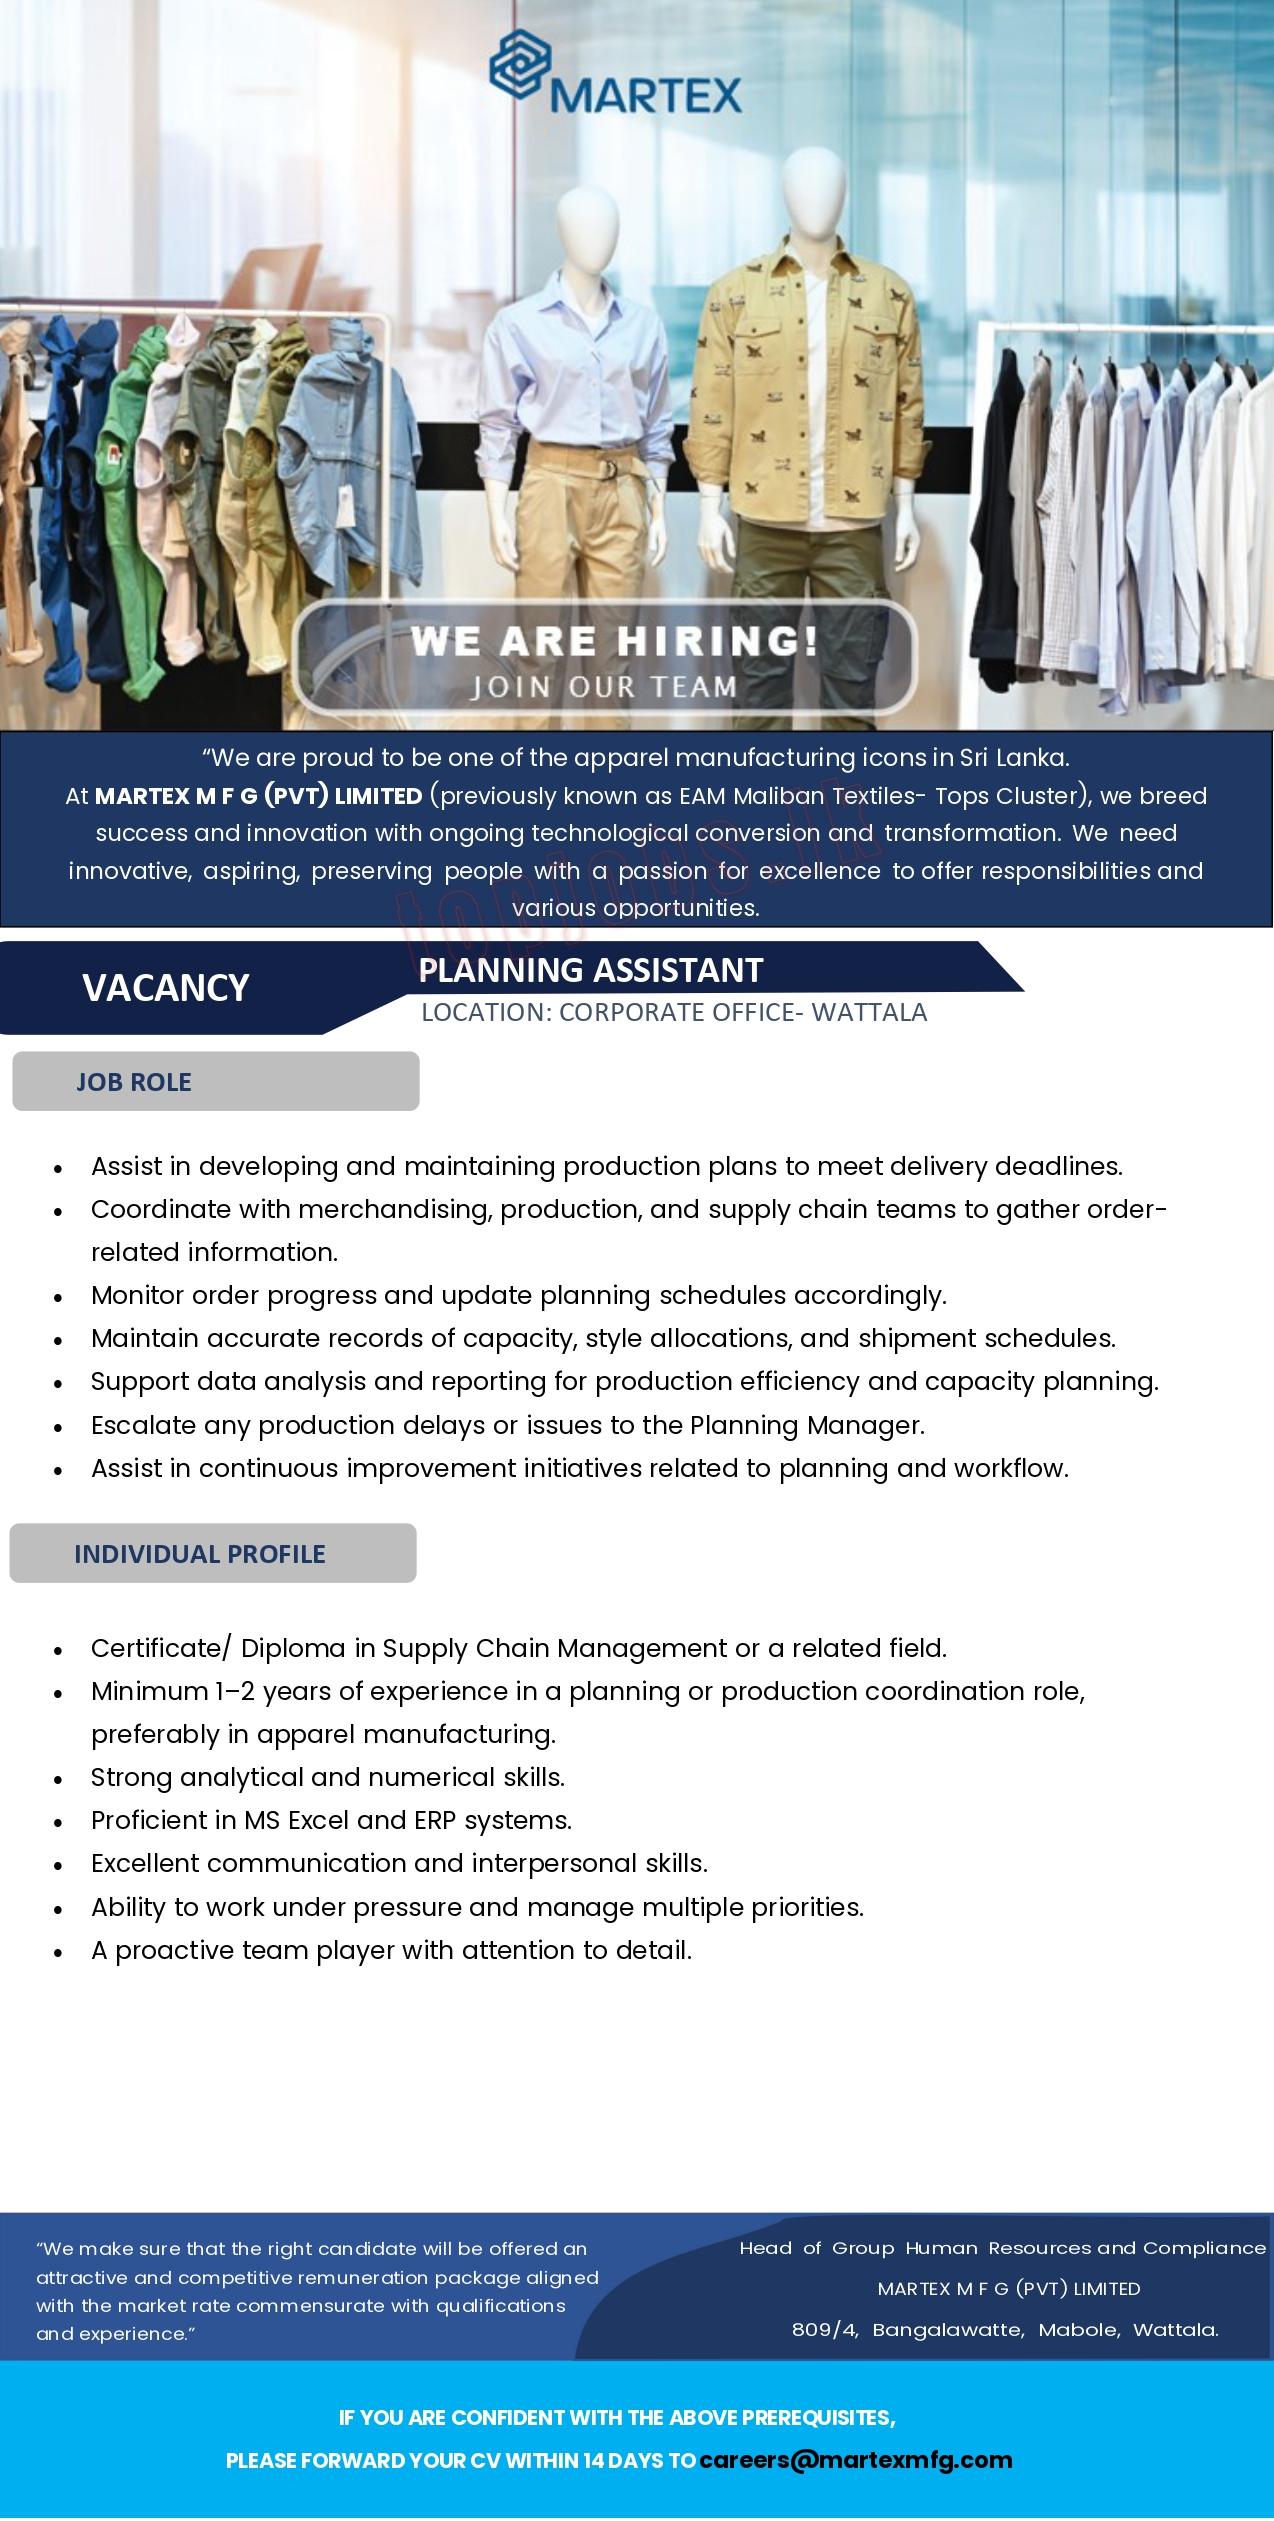 MARTEX
WE ARE HIRING!
JOIN OUR TEAM
“We are proud to be one of the apparel manufacturing icons in Sri Lanka.
At MARTEX M F G (PVT) LIMITED (previously known as EAM Maliban Textiles- Tops Cluster), we breed
success and innovation with ongoing technological conversion and transformation. We need
innovative, aspiring, preserving people with a passion for excellence to offer responsibilities and
various opportunities.
topjobs.lk
VACANCY
PLANNING ASSISTANT
LOCATION: CORPORATE OFFICE- WATTALA
JOB ROLE
• Assist in developing and maintaining production plans to meet delivery deadlines.
• Coordinate with merchandising, production, and supply chain teams to gather order-
related information.
• Monitor order progress and update planning schedules accordingly.
• Maintain accurate records of capacity, style allocations, and shipment schedules.
• Support data analysis and reporting for production efficiency and capacity planning.
• Escalate any production delays or issues to the Planning Manager.
• Assist in continuous improvement initiatives related to planning and workflow.
INDIVIDUAL PROFILE
• Certificate/ Diploma in Supply Chain Management or a related field.
• Minimum 1–2 years of experience in a planning or production coordination role,
preferably in apparel manufacturing.
• Strong analytical and numerical skills.
• Proficient in MS Excel and ERP systems.
• Excellent communication and interpersonal skills.
• Ability to work under pressure and manage multiple priorities.
• A proactive team player with attention to detail.
“We make sure that the right candidate will be offered an
attractive and competitive remuneration package aligned
with the market rate commensurate with qualifications
and experience.”
Head of Group Human Resources and Compliance
MARTEX M F G (PVT) LIMITED
809/4, Bangalawatte, Mabole, Wattala.
IF YOU ARE CONFIDENT WITH THE ABOVE PREREQUISITES,
PLEASE FORWARD YOUR CV WITHIN 14 DAYS TO careers@martexmfg.com